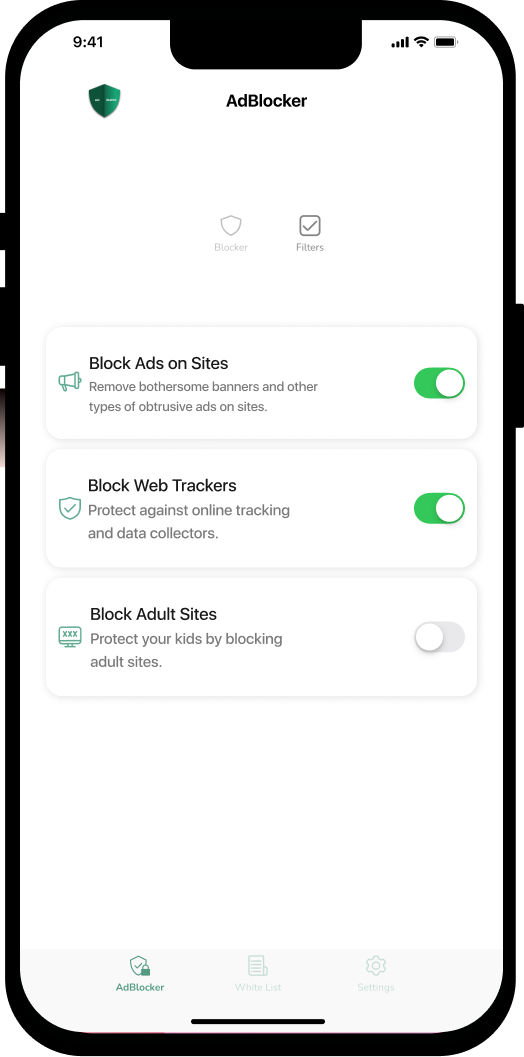 9:41
AdBlocker
Blocker
Filters
Block Ads on Sites
Remove bothersome banners and other
types of obtrusive ads on sites.
Block Web Trackers
Protect against online tracking
and data collectors.
XXX
Block Adult Sites
Protect your kids by blocking
adult sites.
AdBlocker
White List
Settings